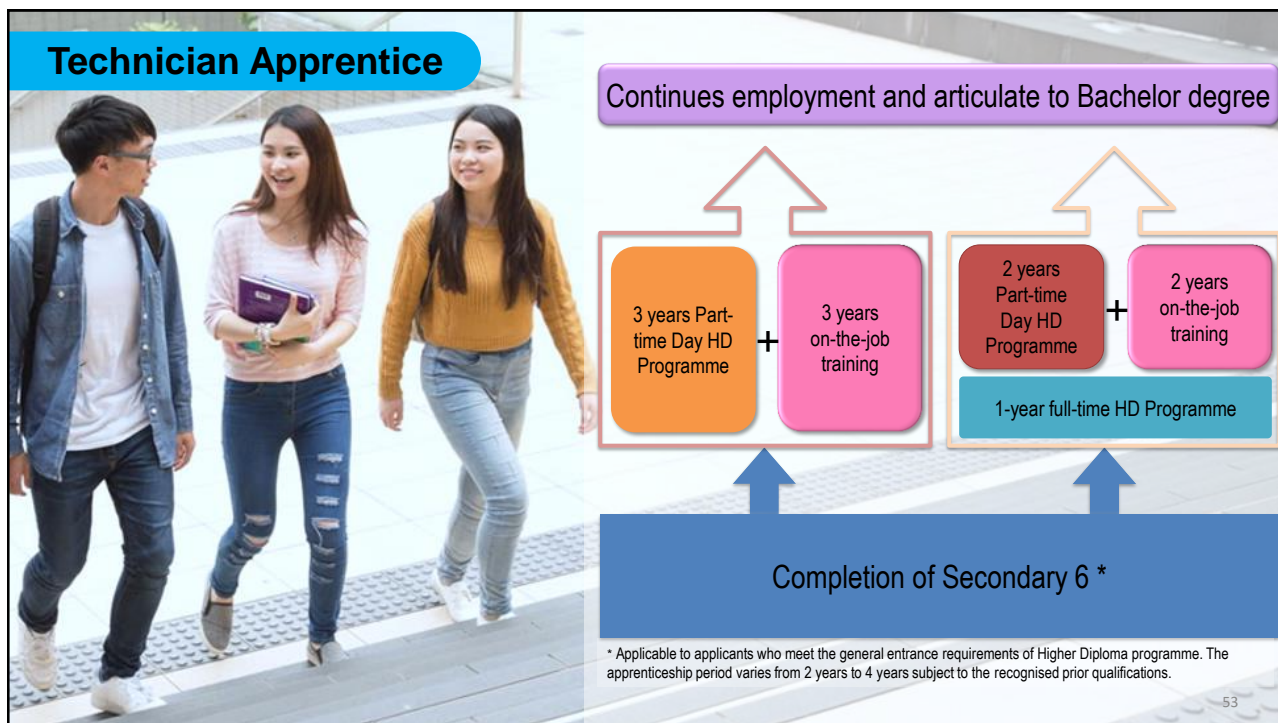 Technician Apprentice
Continues employment and articulate to Bachelor degree
3 years Part-
time Day HD
Programme
+
3 years
on-the-job
training
2 years
Part-time
Day HD
Programme
+
2 years
on-the-job
training
1-year full-time HD Programme
Completion of Secondary 6 *
* Applicable to applicants who meet the general entrance requirements of Higher Diploma programme. The
apprenticeship period varies from 2 years to 4 years subject to the recognised prior qualifications.
53